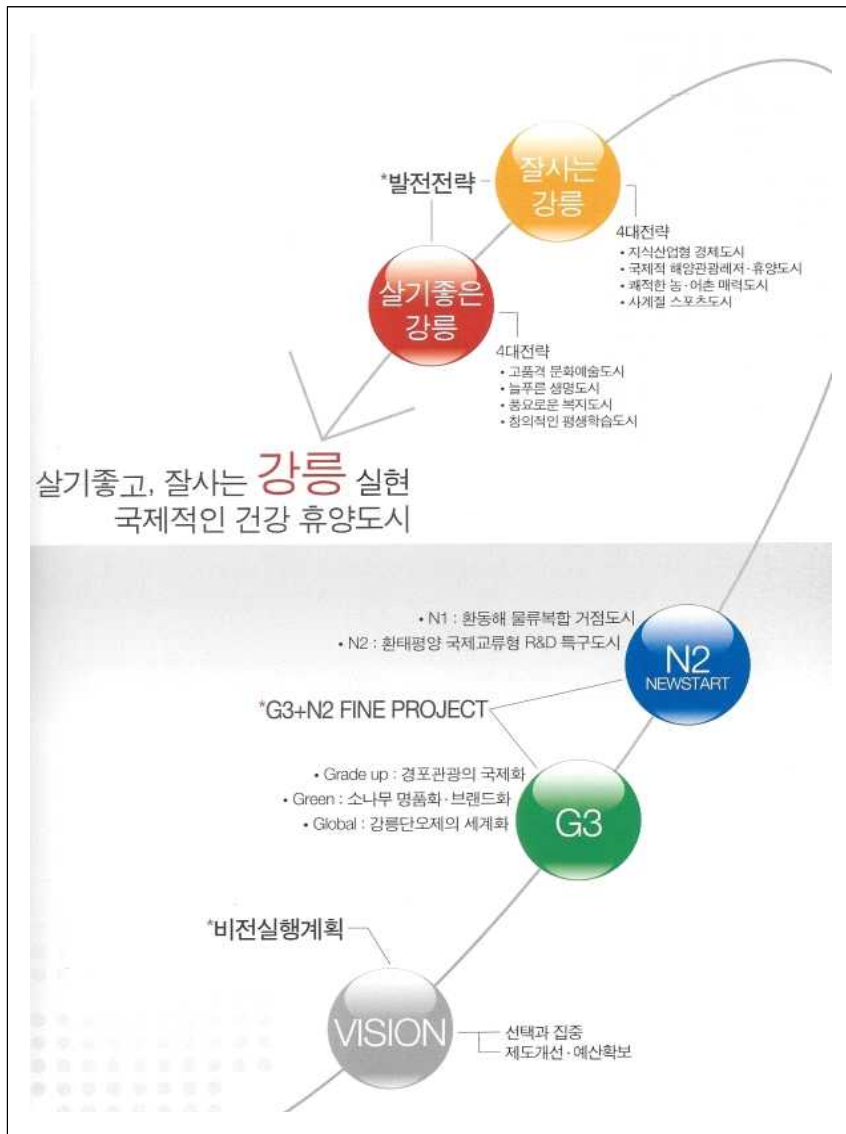 잘사는
강릉
*발전전략
4대전략
• 지식산업형 경제도시
• 국제적 해양관광레저·휴양도시
• 쾌적한 농·어촌 매력도시
• 사계절 스포츠도시
살기좋은
강릉
4대전략
• 고품격 문화예술도시
• 늘푸른 생명도시
• 풍요로운 복지도시
• 창의적인 평생학습도시
살기좋고, 잘사는 강릉 실현
국제적인 건강 휴양도시
• N1 : 환동해 물류복합 거점도시
• N2 : 환태평양 국제교류형 R&D 특구도시
N2
NEWSTART
*G3+N2 FINE PROJECT
• Grade up : 경포관광의 국제화
• Green : 소나무 명품화·브랜드화
• Global : 강릉단오제의 세계화
G3
*비전실행계획
VISION
선택과 집중
제도개선·예산확보